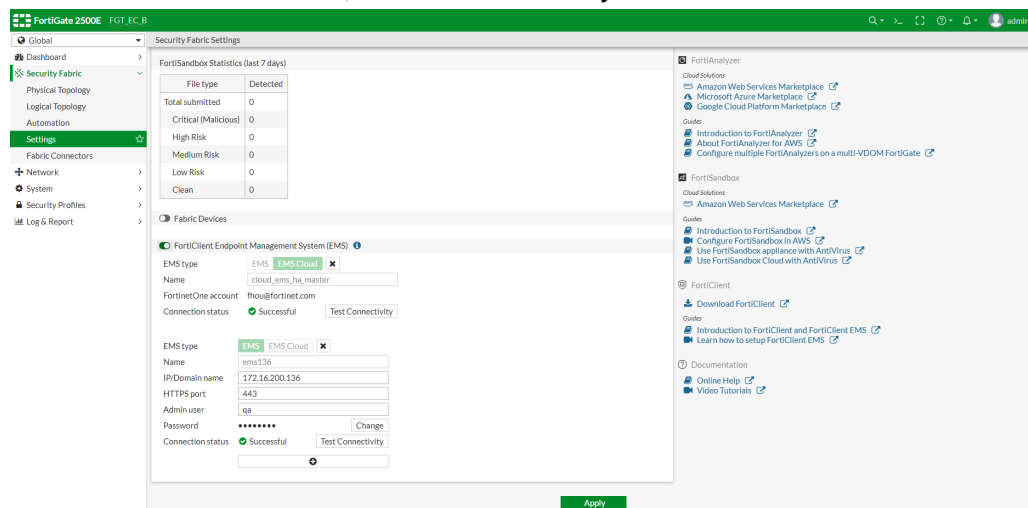 FortiGate 2500E FGT_EC_B
admin
Global
Security Fabric Settings
Dashboard
Security Fabric
Physical Topology
Logical Topology
Automation
Settings
Fabric Connectors
Network
System
Security Profiles
Log & Report
FortiSandbox Statistics (last 7 days)
File type Detected
Total submitted 0
Critical (Malicious) 0
High Risk 0
Medium Risk 0
Low Risk 0
Clean 0
Fabric Devices
FortiClient Endpoint Management System (EMS)
EMS type EMS EMS Cloud
Name cloud_ems_ha_master
FortinetOne account fhou@fortinet.com
Connection status Successful Test Connectivity
EMS type EMS EMS Cloud
Name ems136
IP/Domain name 172.16.200.136
HTTPS port 443
Admin user qa
Password •••••••• Change
Connection status Successful Test Connectivity
Apply
FortiAnalyzer
Cloud Solutions
Amazon Web Services Marketplace
Microsoft Azure Marketplace
Google Cloud Platform Marketplace
Guides
Introduction to FortiAnalyzer
About FortiAnalyzer for AWS
Configure multiple FortiAnalyzers on a multi-VDOM FortiGate
FortiSandbox
Cloud Solutions
Amazon Web Services Marketplace
Guides
Introduction to FortiSandbox
Configure FortiSandbox in AWS
Use FortiSandbox appliance with AntiVirus
Use FortiSandbox Cloud with AntiVirus
FortiClient
Download FortiClient
Guides
Introduction to FortiClient and FortiClient EMS
Learn how to setup FortiClient EMS
Documentation
Online Help
Video Tutorials